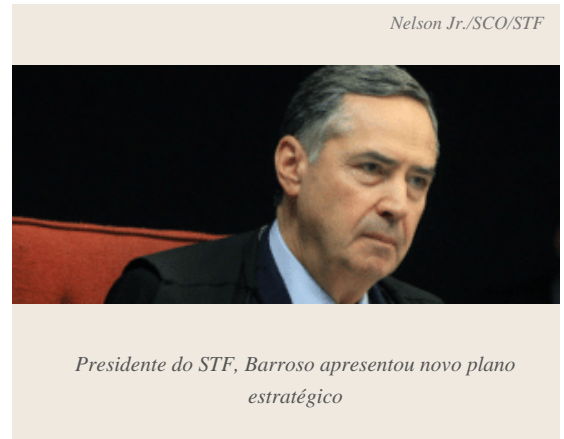 Nelson Jr./SCO/STF
Presidente do STF, Barroso apresentou novo plano
estratégico